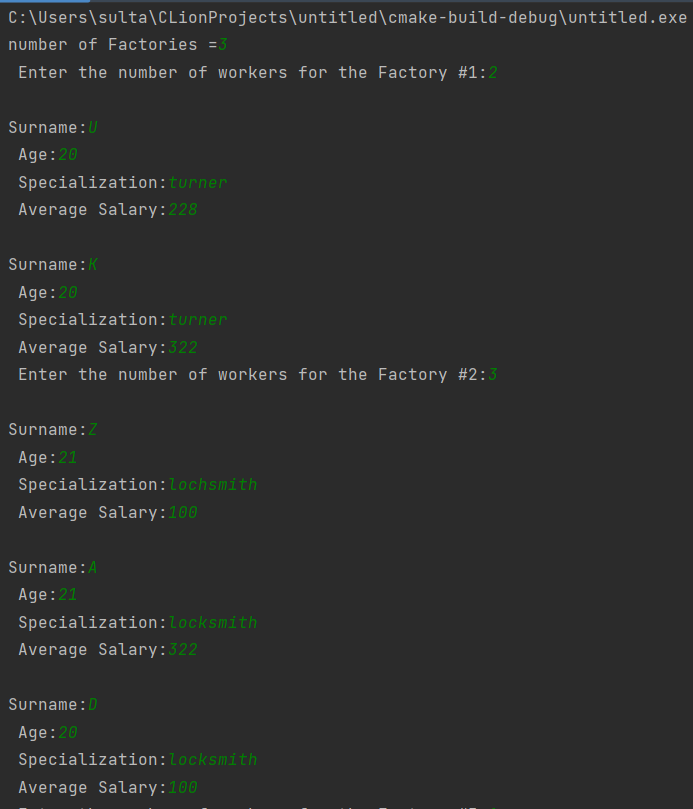 C:\Users\sulta\CLionProjects\untitled\cmake-build-debug\untitled.exe
number of Factories =3
Enter the number of workers for the Factory #1:2
Surname:U
Age:20
Specialization:turner
Average Salary:228
Surname:K
Age:20
Specialization:turner
Average Salary:322
Enter the number of workers for the Factory #2:3
Surname:Z
Age:21
Specialization:lochsmith
Average Salary:100
Surname:A
Age:21
Specialization:locksmith
Average Salary:322
Surname:D
Age:20
Specialization:locksmith
Average Salary:100